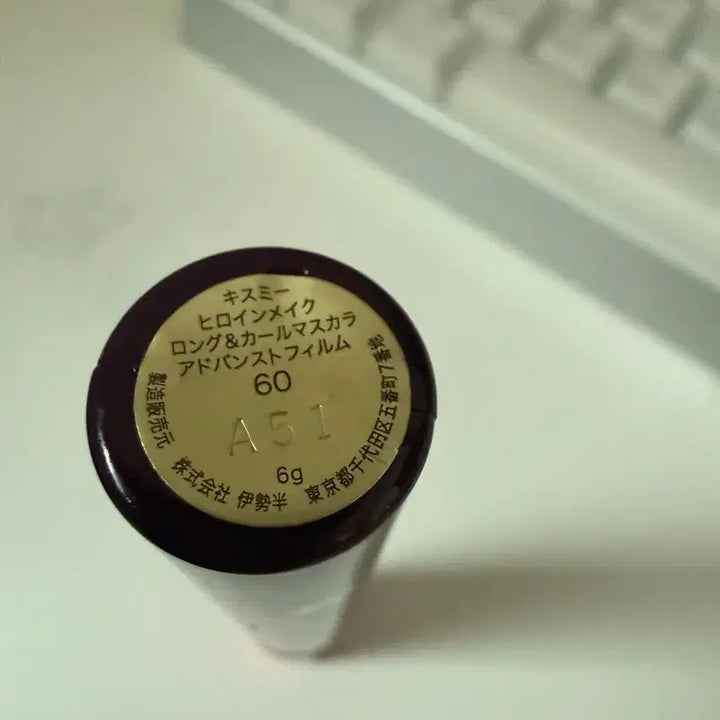 キスミー
ヒロインメイク
ロング&カールマスカラ
アドバンストフィルム
60
A51
6g
製造販売元 株式会社 伊勢半 東京都千代田区五番町7番地